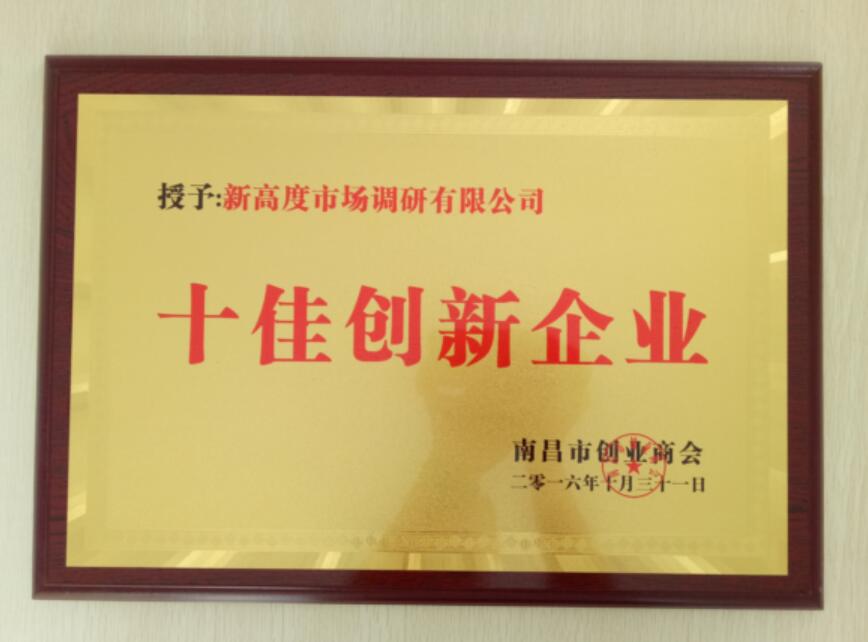 授予:新高度市场调研有限公司
十佳创新企业
南昌市创业商会
二零一六年十月三十一日